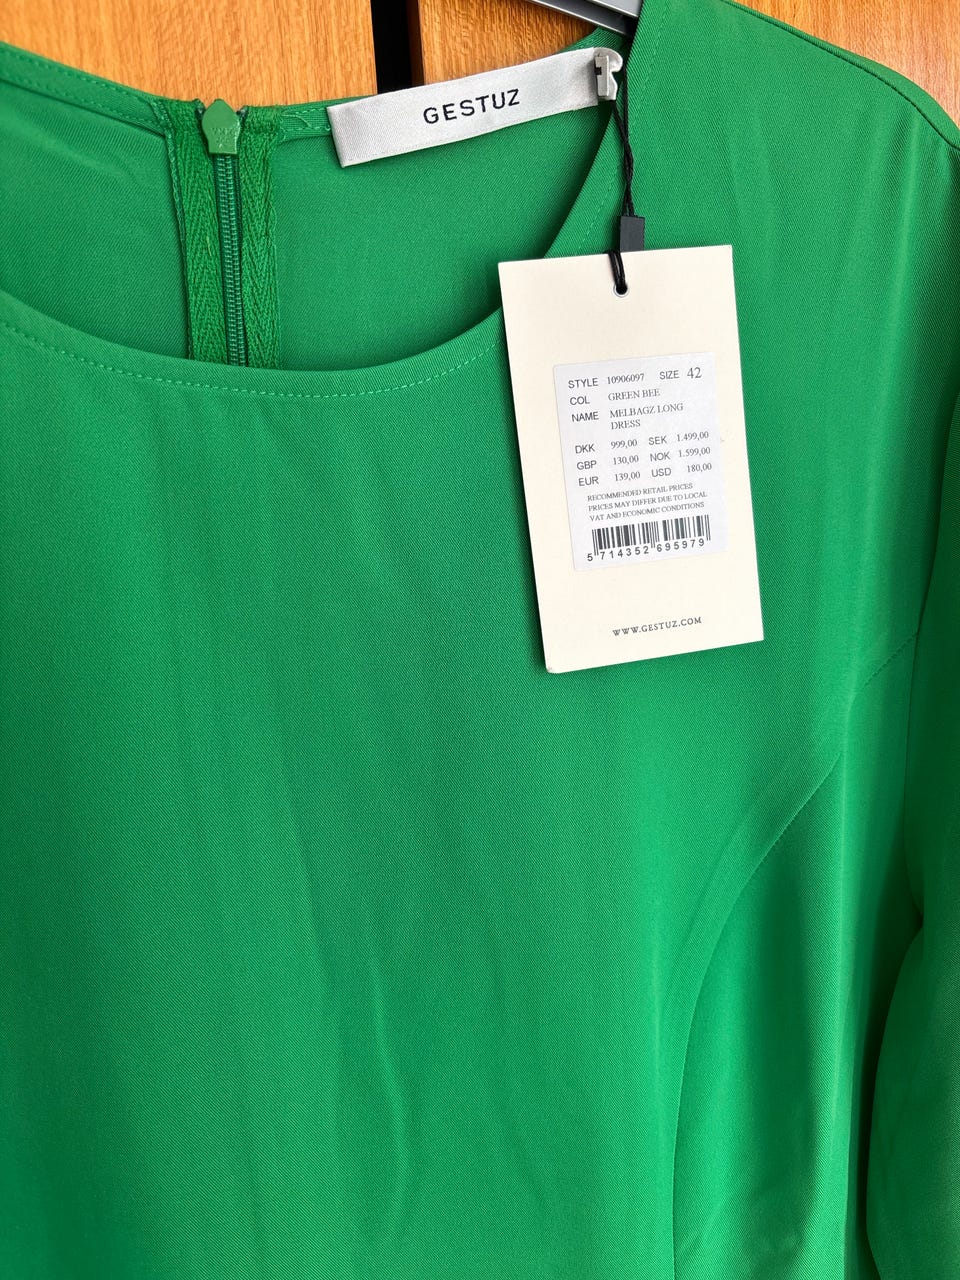 GESTUZ
STYLE 10906097 SIZE 42
COL GREEN BEE
NAME MELBAGZ LONG
DRESS
DKK 999,00 SEK 1.499,00
GBP 130,00 NOK 1.599,00
EUR 139,00 USD 180,00
RECOMMENDED RETAIL PRICES
PRICES MAY DIFFER DUE TO LOCAL
VAT AND ECONOMIC CONDITIONS
5 714352 695979
WWW.GESTUZ.COM